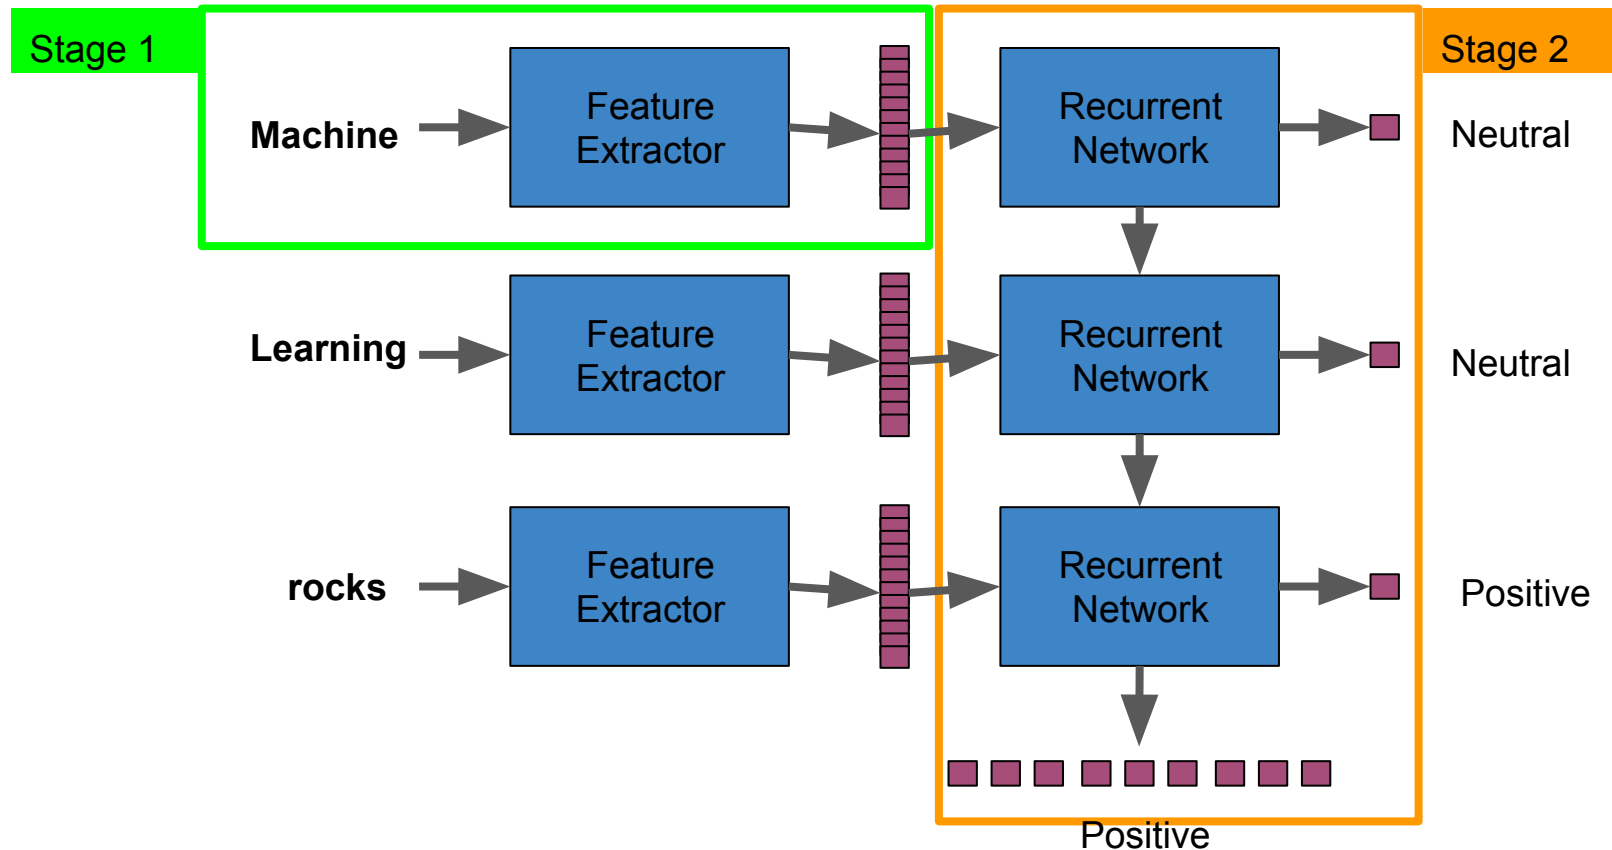 Stage 1
Stage 2
Machine
Feature
Extractor
Recurrent
Network
Neutral
Learning
Feature
Extractor
Recurrent
Network
Neutral
rocks
Feature
Extractor
Recurrent
Network
Positive
Positive